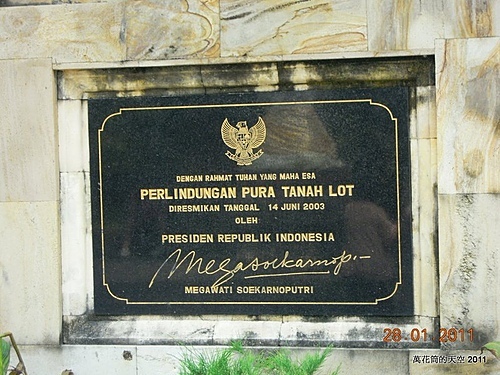 DENGAN RAHMAT TUHAN YANG MAHA ESA
PERLINDUNGAN PURA TANAH LOT
DIRESMIKAN TANGGAL 14 JUNI 2003
OLEH
PRESIDEN REPUBLIK INDONESIA
Megasoekarnop.-
MEGAWATI SOEKARNOPUTRI
28 01 2011
萬花筒的天空 2011